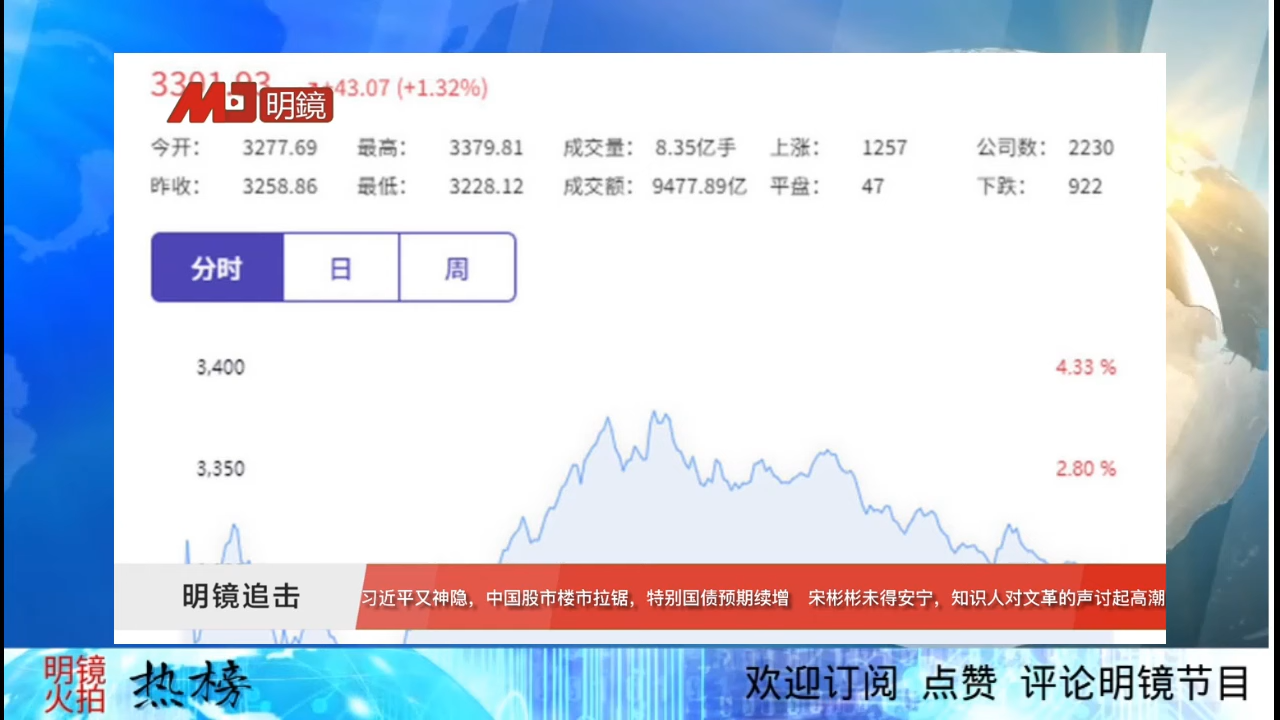 3301.93 +43.07 (+1.32%)
明鏡
今开: 3277.69 最高: 3379.81 成交量: 8.35亿手 上涨: 1257 公司数: 2230
昨收: 3258.86 最低: 3228.12 成交额: 9477.89亿 平盘: 47 下跌: 922
分时 日 周
3,400 4.33 %
3,350 2.80 %
明镜追击 习近平又神隐，中国股市楼市拉锯，特别国债预期续增 宋彬彬未得安宁，知识人对文革的声讨起高潮
明镜
火拍
热榜 欢迎订阅 点赞 评论明镜节目